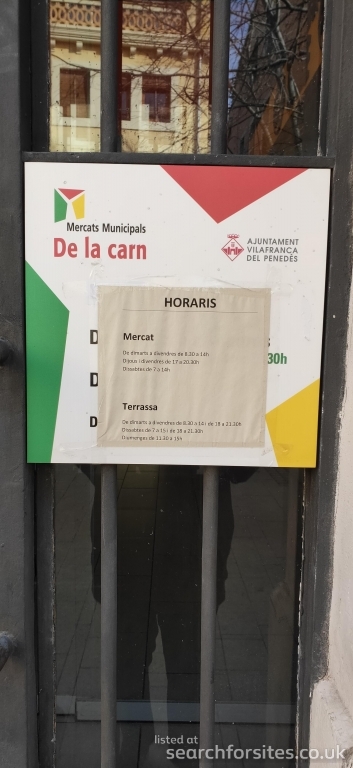 Mercats Municipals
De la carn
AJUNTAMENT
VILAFRANCA
DEL PENEDÈS
HORARIS
30h
Mercat
De dimarts a divendres de 8.30 a 14h
Dijous i divendres de 17 a 20.30h
Dissabtes de 7 a 14h
Terrassa
De dimarts a divendres de 8.30 a 14 i de 18 a 21.30h
Dissabtes de 7 a 15 i de 18 a 21.30h
Diumenges de 11.30 a 15h
listed at
searchforsites.co.uk